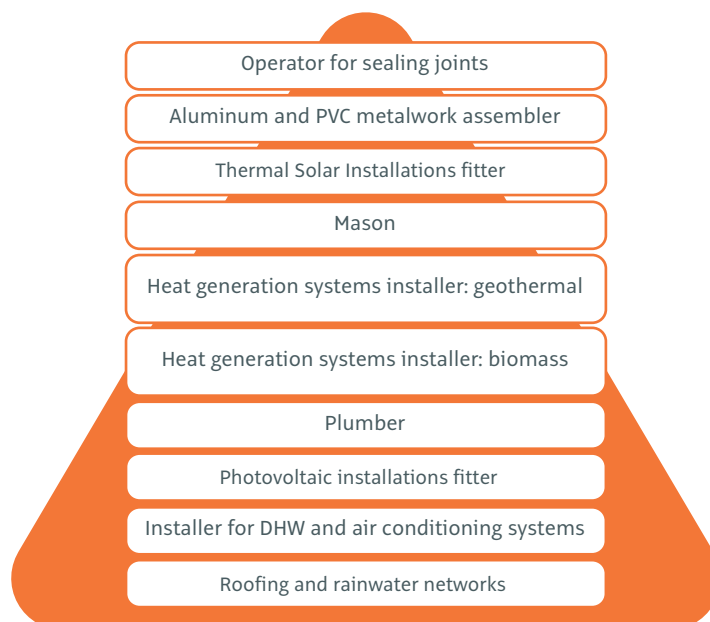 Operator for sealing joints
Aluminum and PVC metalwork assembler
Thermal Solar Installations fitter
Mason
Heat generation systems installer: geothermal
Heat generation systems installer: biomass
Plumber
Photovoltaic installations fitter
Installer for DHW and air conditioning systems
Roofing and rainwater networks